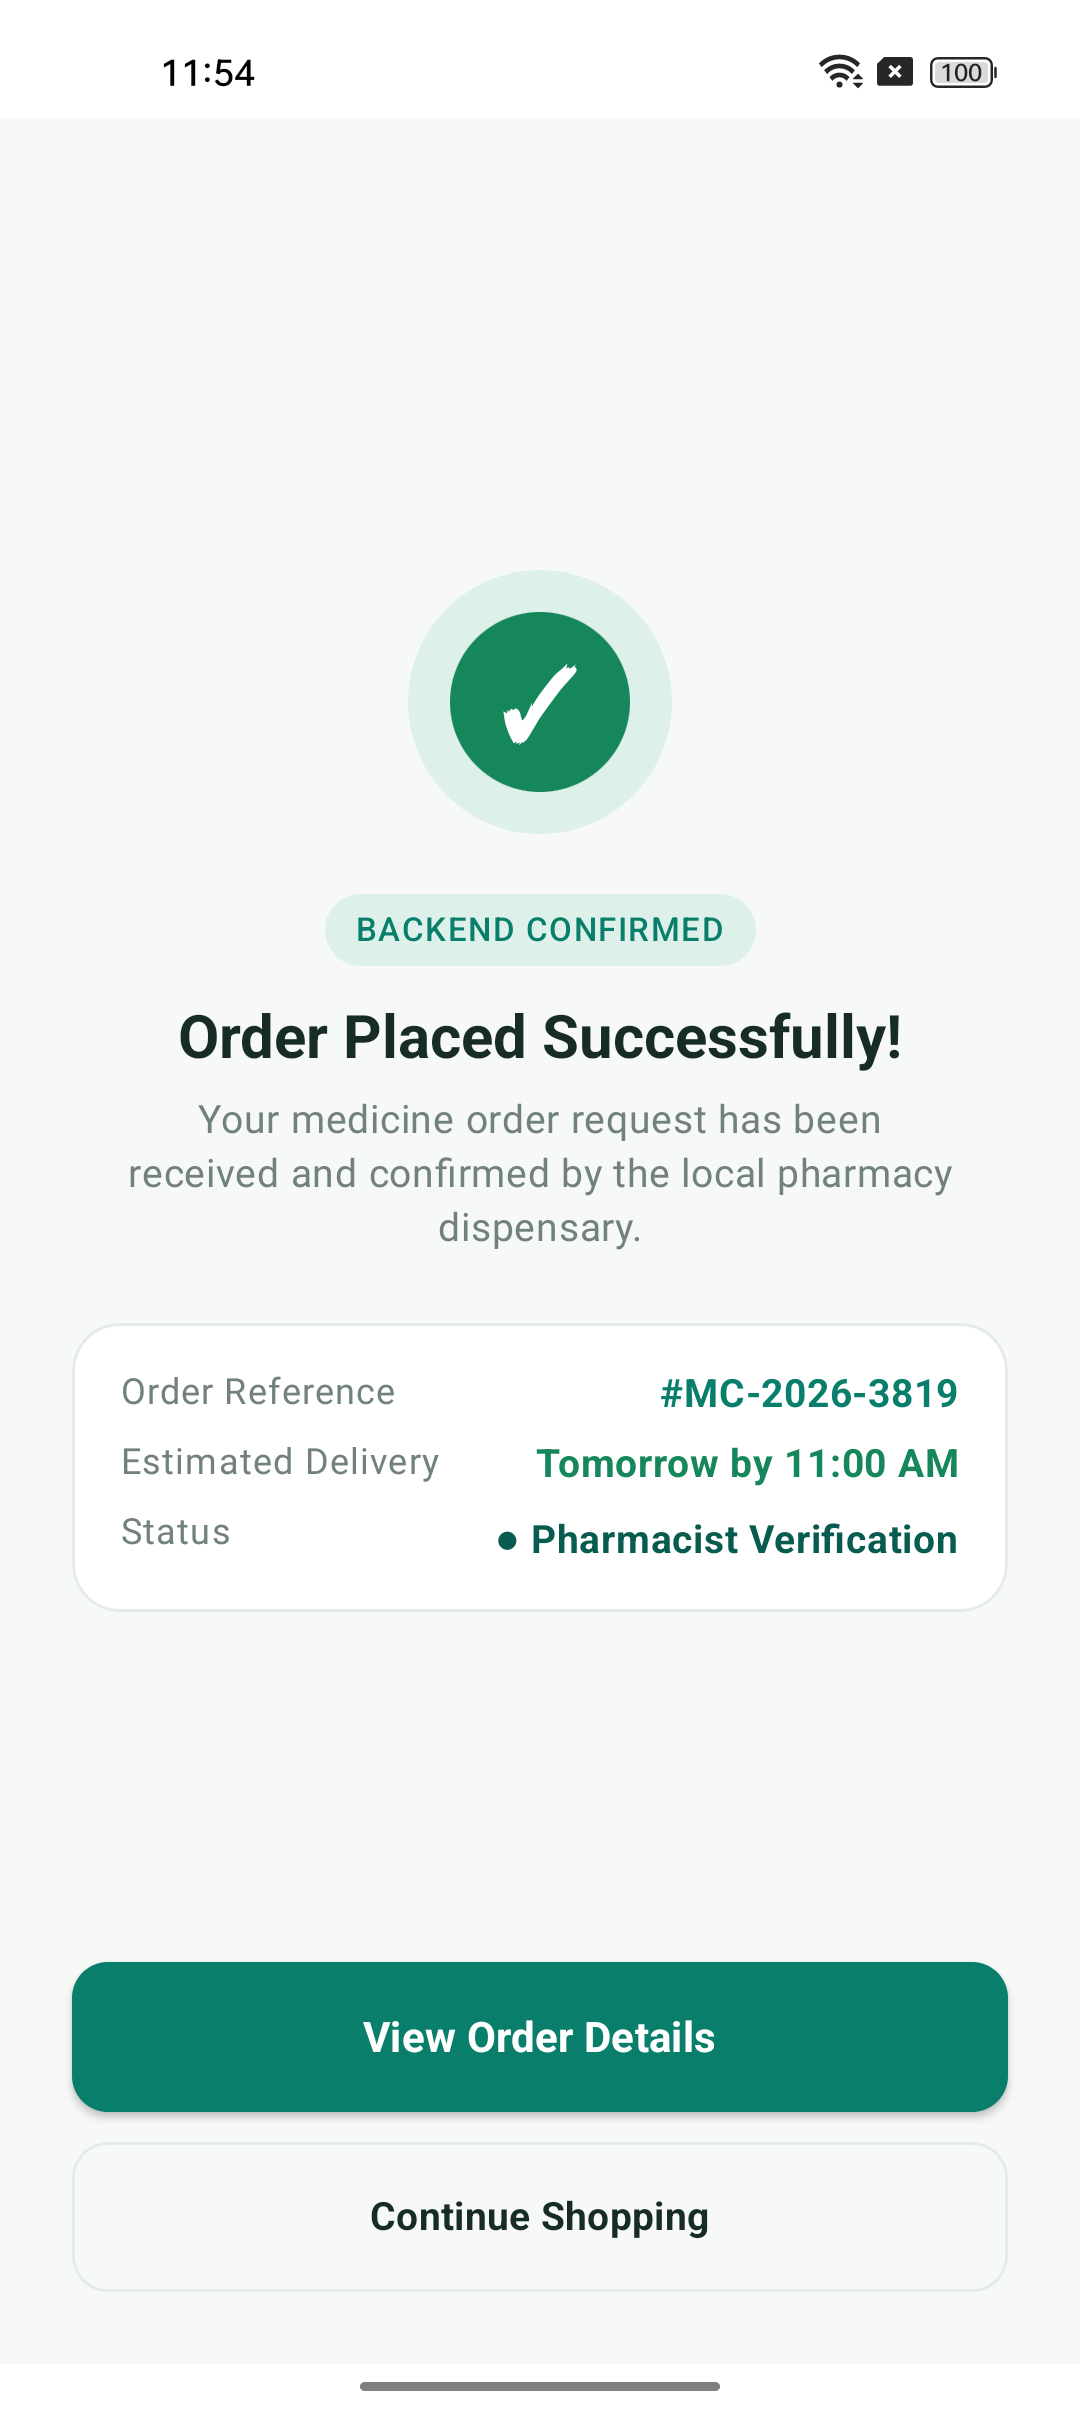 11:54
100
BACKEND CONFIRMED
Order Placed Successfully!
Your medicine order request has been
received and confirmed by the local pharmacy
dispensary.
Order Reference #MC-2026-3819
Estimated Delivery Tomorrow by 11:00 AM
Status ● Pharmacist Verification
View Order Details
Continue Shopping